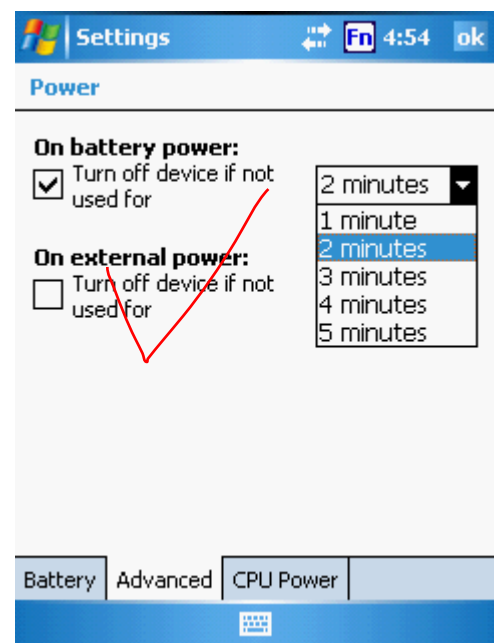 Settings Fn 4:54 ok
Power
On battery power:
Turn off device if not
used for
2 minutes
1 minute
2 minutes
3 minutes
4 minutes
5 minutes
On external power:
Turn off device if not
used for
Battery Advanced CPU Power